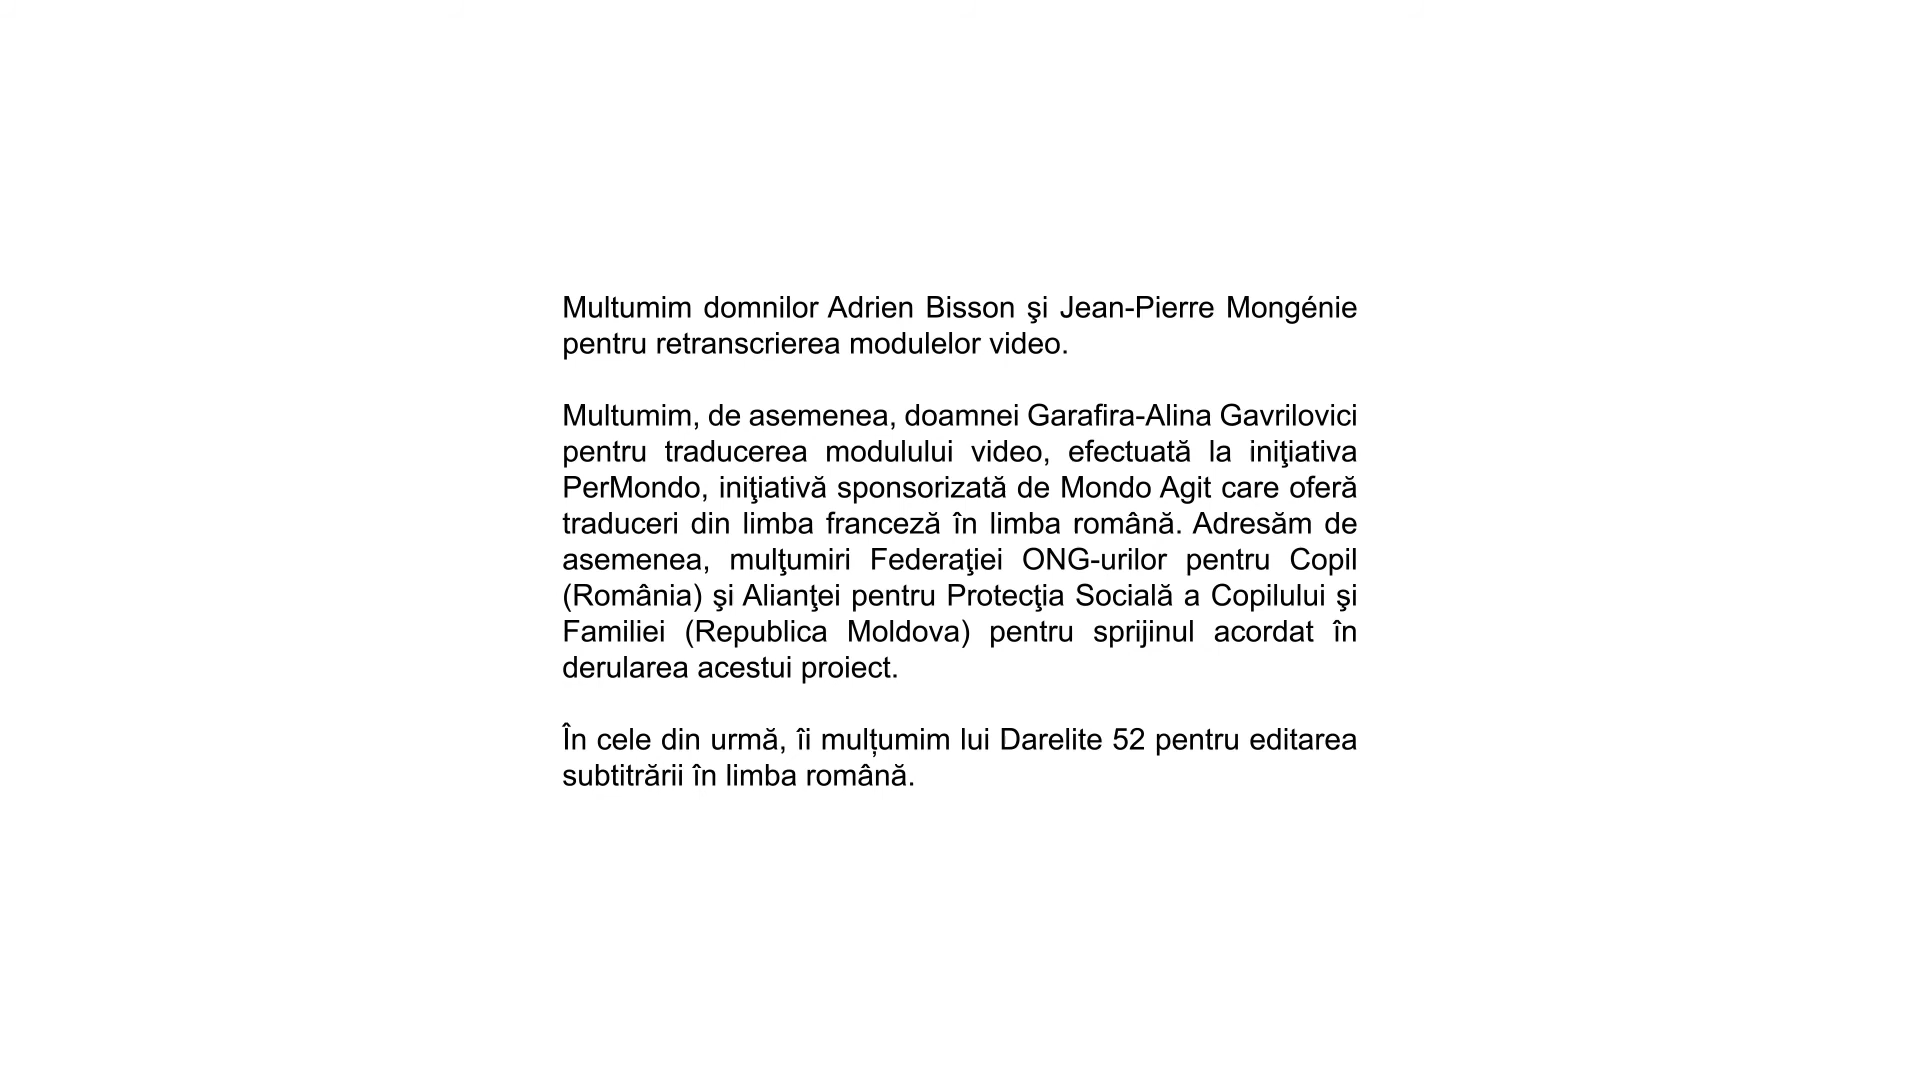 Multumim domnilor Adrien Bisson şi Jean-Pierre Mongénie
pentru retranscrierea modulelor video.
Multumim, de asemenea, doamnei Garafira-Alina Gavrilovici
pentru traducerea modulului video, efectuată la iniţiativa
PerMondo, iniţiativă sponsorizată de Mondo Agit care oferă
traduceri din limba franceză în limba română. Adresăm de
asemenea, mulţumiri Federaţiei ONG-urilor pentru Copil
(România) şi Alianţei pentru Protecţia Socială a Copilului şi
Familiei (Republica Moldova) pentru sprijinul acordat în
derularea acestui proiect.
În cele din urmă, îi mulțumim lui Darelite 52 pentru editarea
subtitrării în limba română.